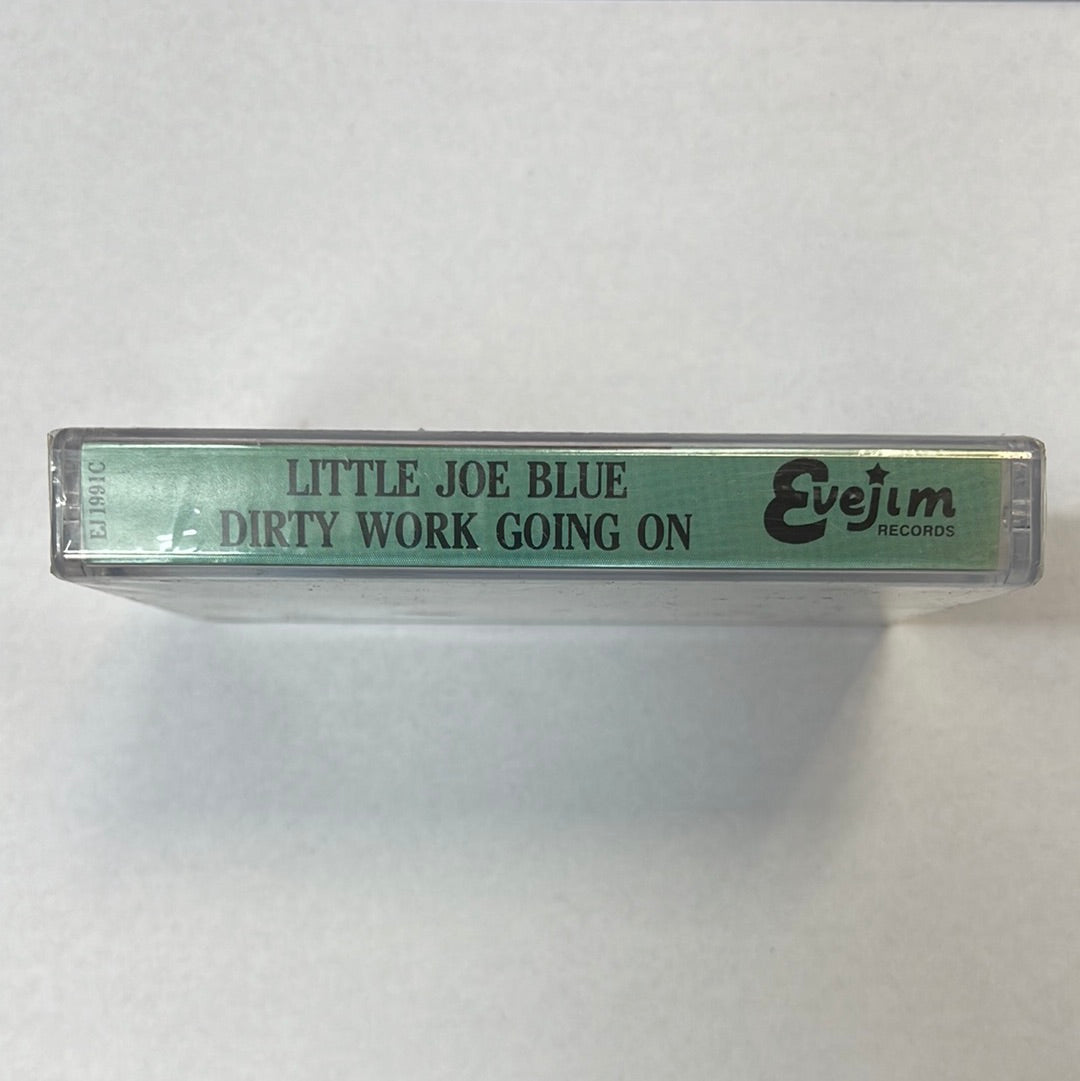 EJ1991C
LITTLE JOE BLUE
DIRTY WORK GOING ON
Evejim
RECORDS